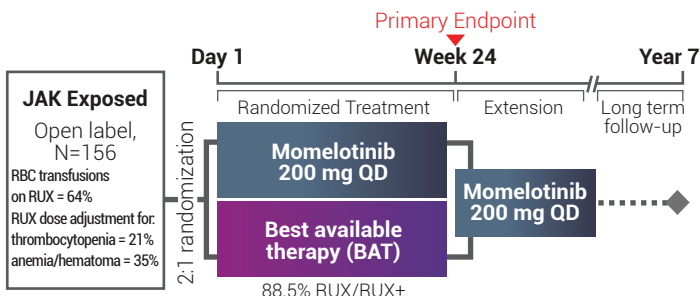 Primary Endpoint
Day 1
Week 24
Year 7
JAK Exposed
Open label,
N=156
RBC transfusions
on RUX = 64%
RUX dose adjustment for:
thrombocytopenia = 21%
anemia/hematoma = 35%
2:1 randomization
Randomized Treatment
Extension
Long term
follow-up
Momelotinib
200 mg QD
Best available
therapy (BAT)
88.5% RUX/RUX+
Momelotinib
200 mg QD